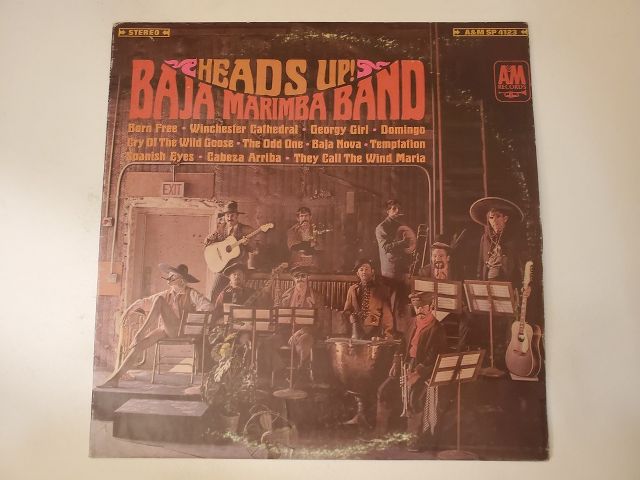 STEREO
A&M SP 4123
HEADS UP!
BAJA MARIMBA BAND
A&M
RECORDS
Born Free - Winchester Cathedral - Georgy Girl - Domingo
Cry Of The Wild Goose - The Odd One - Baja Nova - Temptation
Spanish Eyes - Cabeza Arriba - They Call The Wind Maria
EXIT